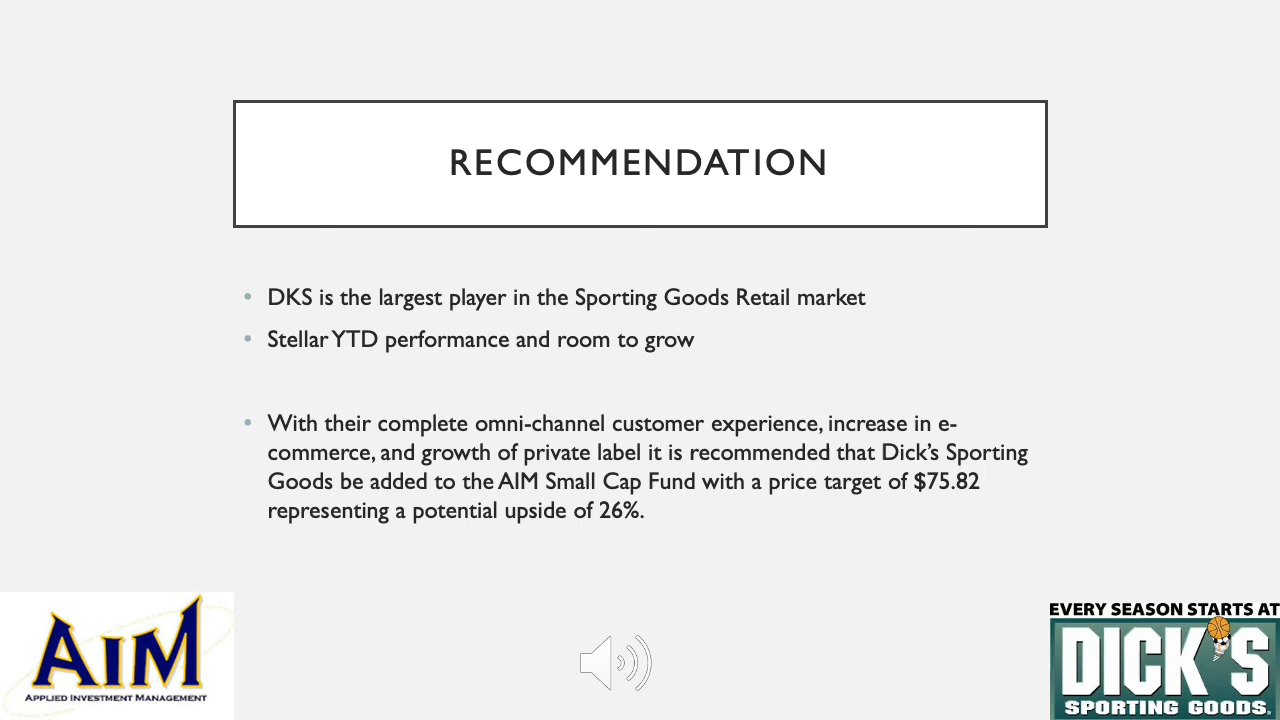 RECOMMENDATION
• DKS is the largest player in the Sporting Goods Retail market
• Stellar YTD performance and room to grow
• With their complete omni-channel customer experience, increase in e-
commerce, and growth of private label it is recommended that Dick’s Sporting
Goods be added to the AIM Small Cap Fund with a price target of $75.82
representing a potential upside of 26%.
AIM
APPLIED INVESTMENT MANAGEMENT
EVERY SEASON STARTS AT
DICK'S
SPORTING GOODS.